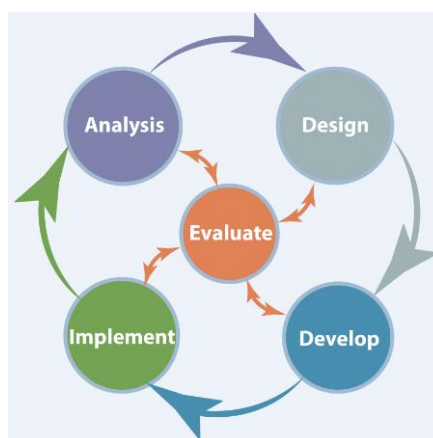 Analysis
Design
Evaluate
Implement
Develop